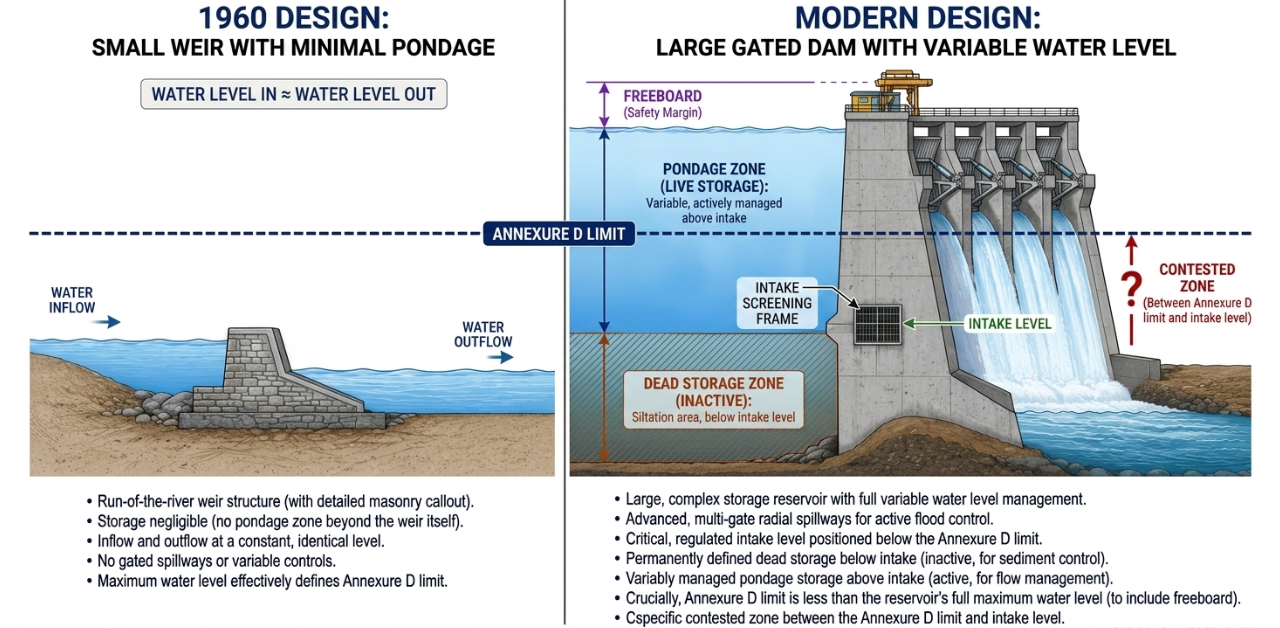 1960 DESIGN:
SMALL WEIR WITH MINIMAL PONDAGE
WATER LEVEL IN ≈ WATER LEVEL OUT
WATER
INFLOW
WATER
OUTFLOW
• Run-of-the-river weir structure (with detailed masonry callout).
• Storage negligible (no pondage zone beyond the weir itself).
• Inflow and outflow at a constant, identical level.
• No gated spillways or variable controls.
• Maximum water level effectively defines Annexure D limit.
ANNEXURE D LIMIT
MODERN DESIGN:
LARGE GATED DAM WITH VARIABLE WATER LEVEL
FREEBOARD
(Safety Margin)
PONDAGE ZONE
(LIVE STORAGE):
Variable, actively managed
above intake
INTAKE
SCREENING
FRAME
INTAKE LEVEL
?
CONTESTED
ZONE
(Between Annexure D
limit and intake level)
DEAD STORAGE ZONE
(INACTIVE):
Siltation area, below intake level
• Large, complex storage reservoir with full variable water level management.
• Advanced, multi-gate radial spillways for active flood control.
• Critical, regulated intake level positioned below the Annexure D limit.
• Permanently defined dead storage below intake (inactive, for sediment control).
• Variably managed pondage storage above intake (active, for flow management).
• Crucially, Annexure D limit is less than the reservoir's full maximum water level (to include freeboard).
• Cspecific contested zone between the Annexure D limit and intake level.